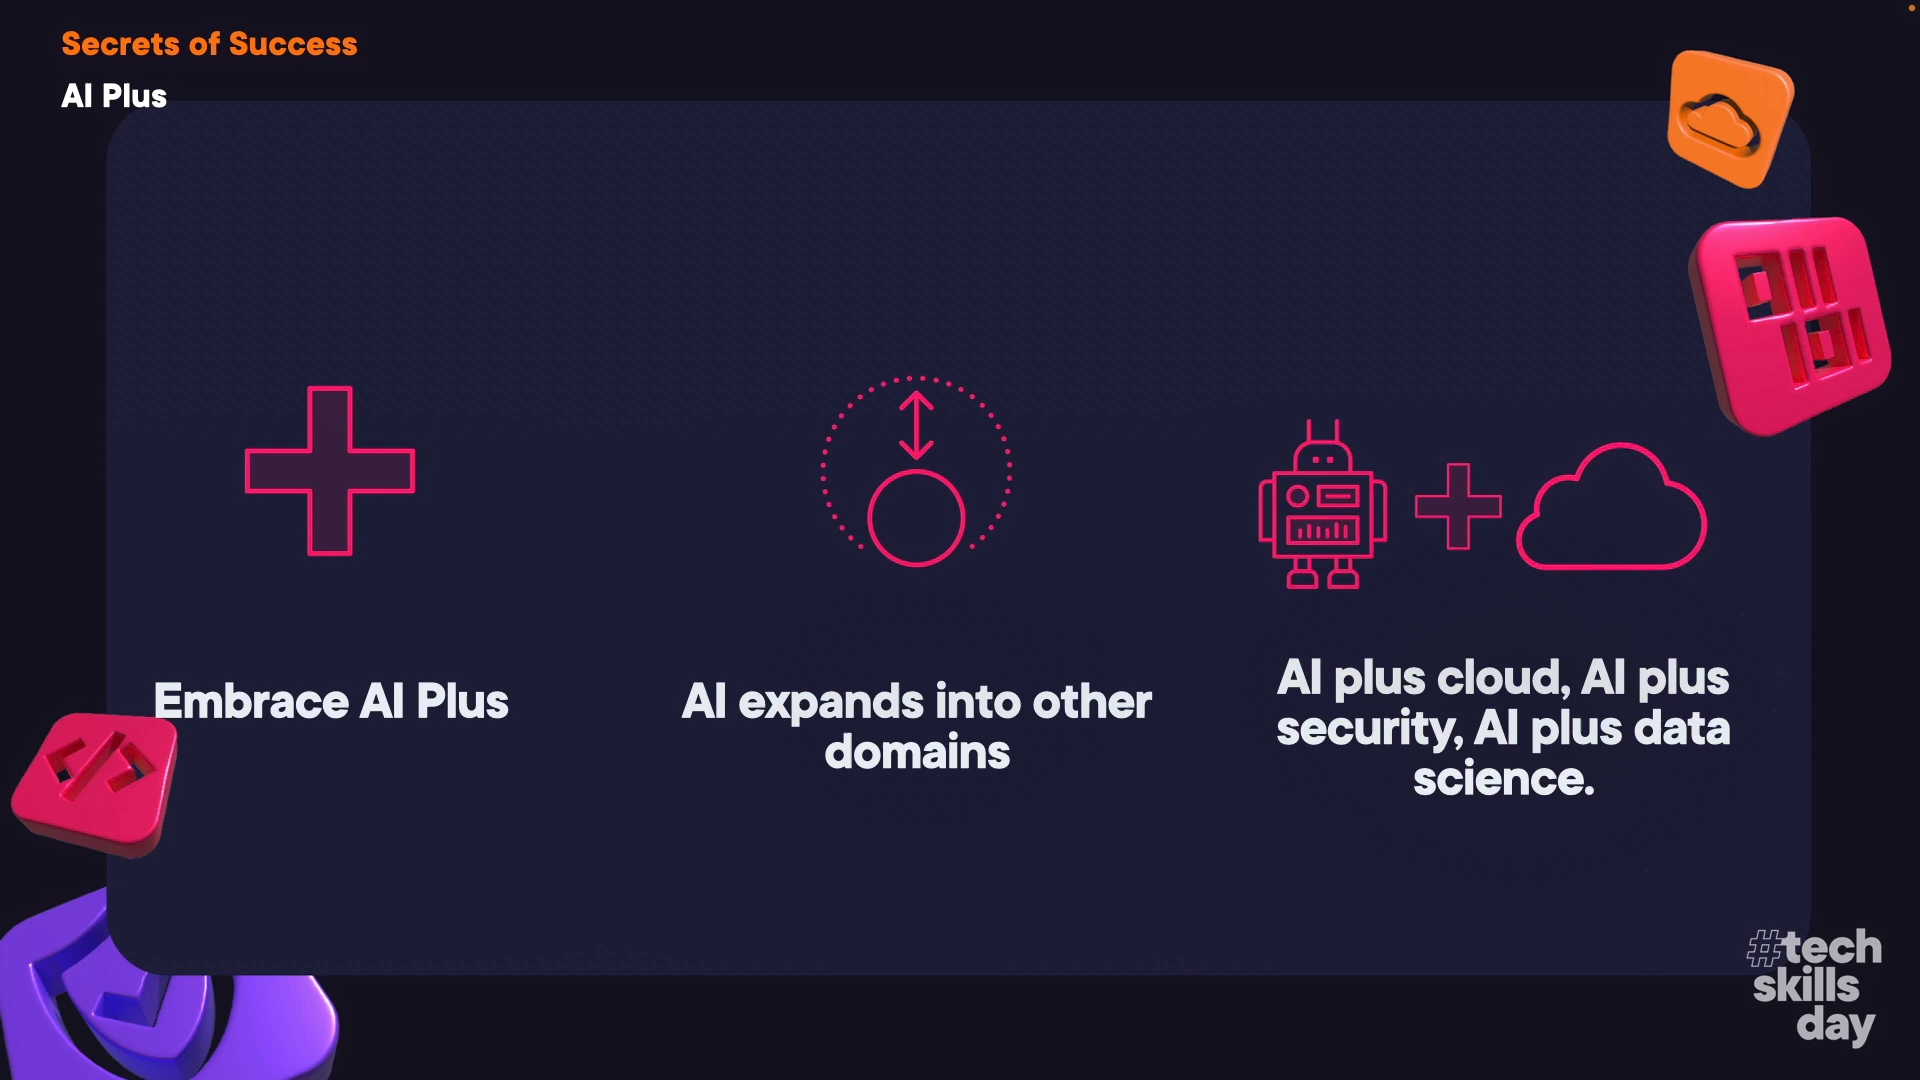 Secrets of Success
AI Plus
Embrace AI Plus
AI expands into other
domains
AI plus cloud, AI plus
security, AI plus data
science.
#tech
skills
day